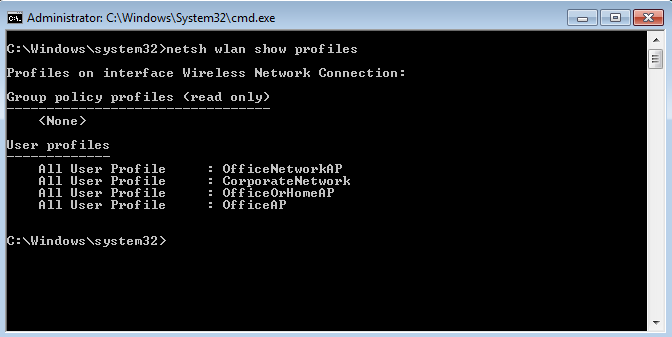 Administrator: C:\Windows\System32\cmd.exe
C:\Windows\system32>netsh wlan show profiles
Profiles on interface Wireless Network Connection:
Group policy profiles (read only)
---------------------------------
    <None>
User profiles
-------------
    All User Profile     : OfficeNetworkAP
    All User Profile     : CorporateNetwork
    All User Profile     : OfficeOrHomeAP
    All User Profile     : OfficeAP
C:\Windows\system32>